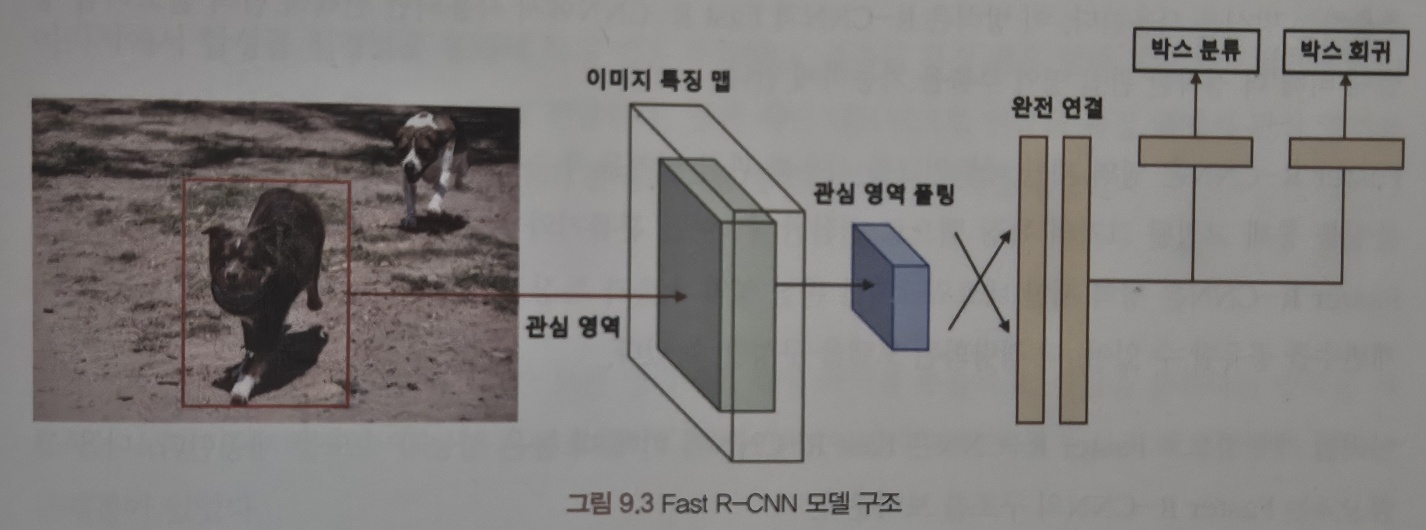 이미지 특징 맵
박스 분류
박스 회귀
완전 연결
관심 영역 풀링
관심 영역
그림 9.3 Fast R-CNN 모델 구조